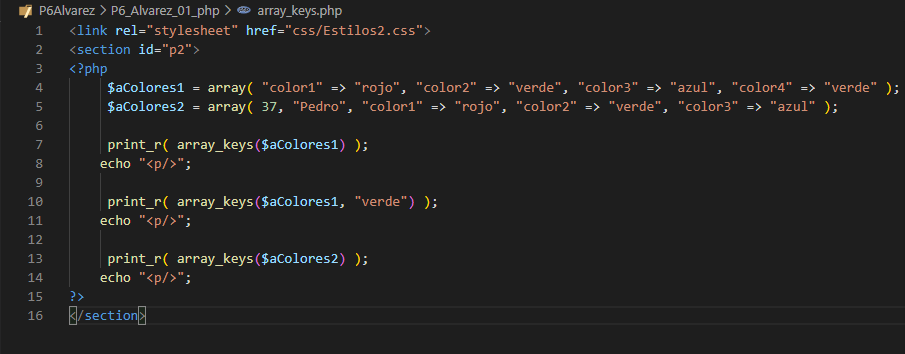 P6Alvarez > P6_Alvarez_01_php > array_keys.php
1 <link rel="stylesheet" href="css/Estilos2.css">
2 <section id="p2">
3 <?php
4 $aColores1 = array( "color1" => "rojo", "color2" => "verde", "color3" => "azul", "color4" => "verde" );
5 $aColores2 = array( 37, "Pedro", "color1" => "rojo", "color2" => "verde", "color3" => "azul" );
6
7 print_r( array_keys($aColores1) );
8 echo "<p/>";
9
10 print_r( array_keys($aColores1, "verde") );
11 echo "<p/>";
12
13 print_r( array_keys($aColores2) );
14 echo "<p/>";
15 ?>
16 </section>